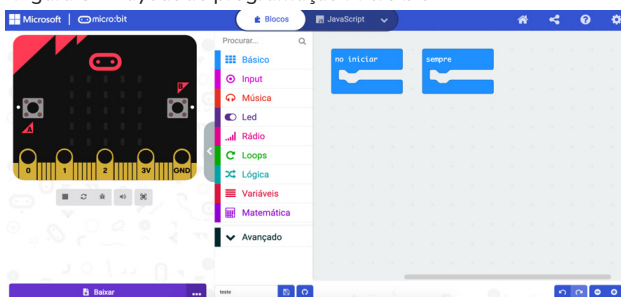 Microsoft | micro:bit
Blocos
JavaScript
Procurar...
Básico
Input
Música
Led
Rádio
Loops
Lógica
Variáveis
Matemática
Avançado
no iniciar
sempre
B
A
0 1 2 3V GND
Baixar
teste